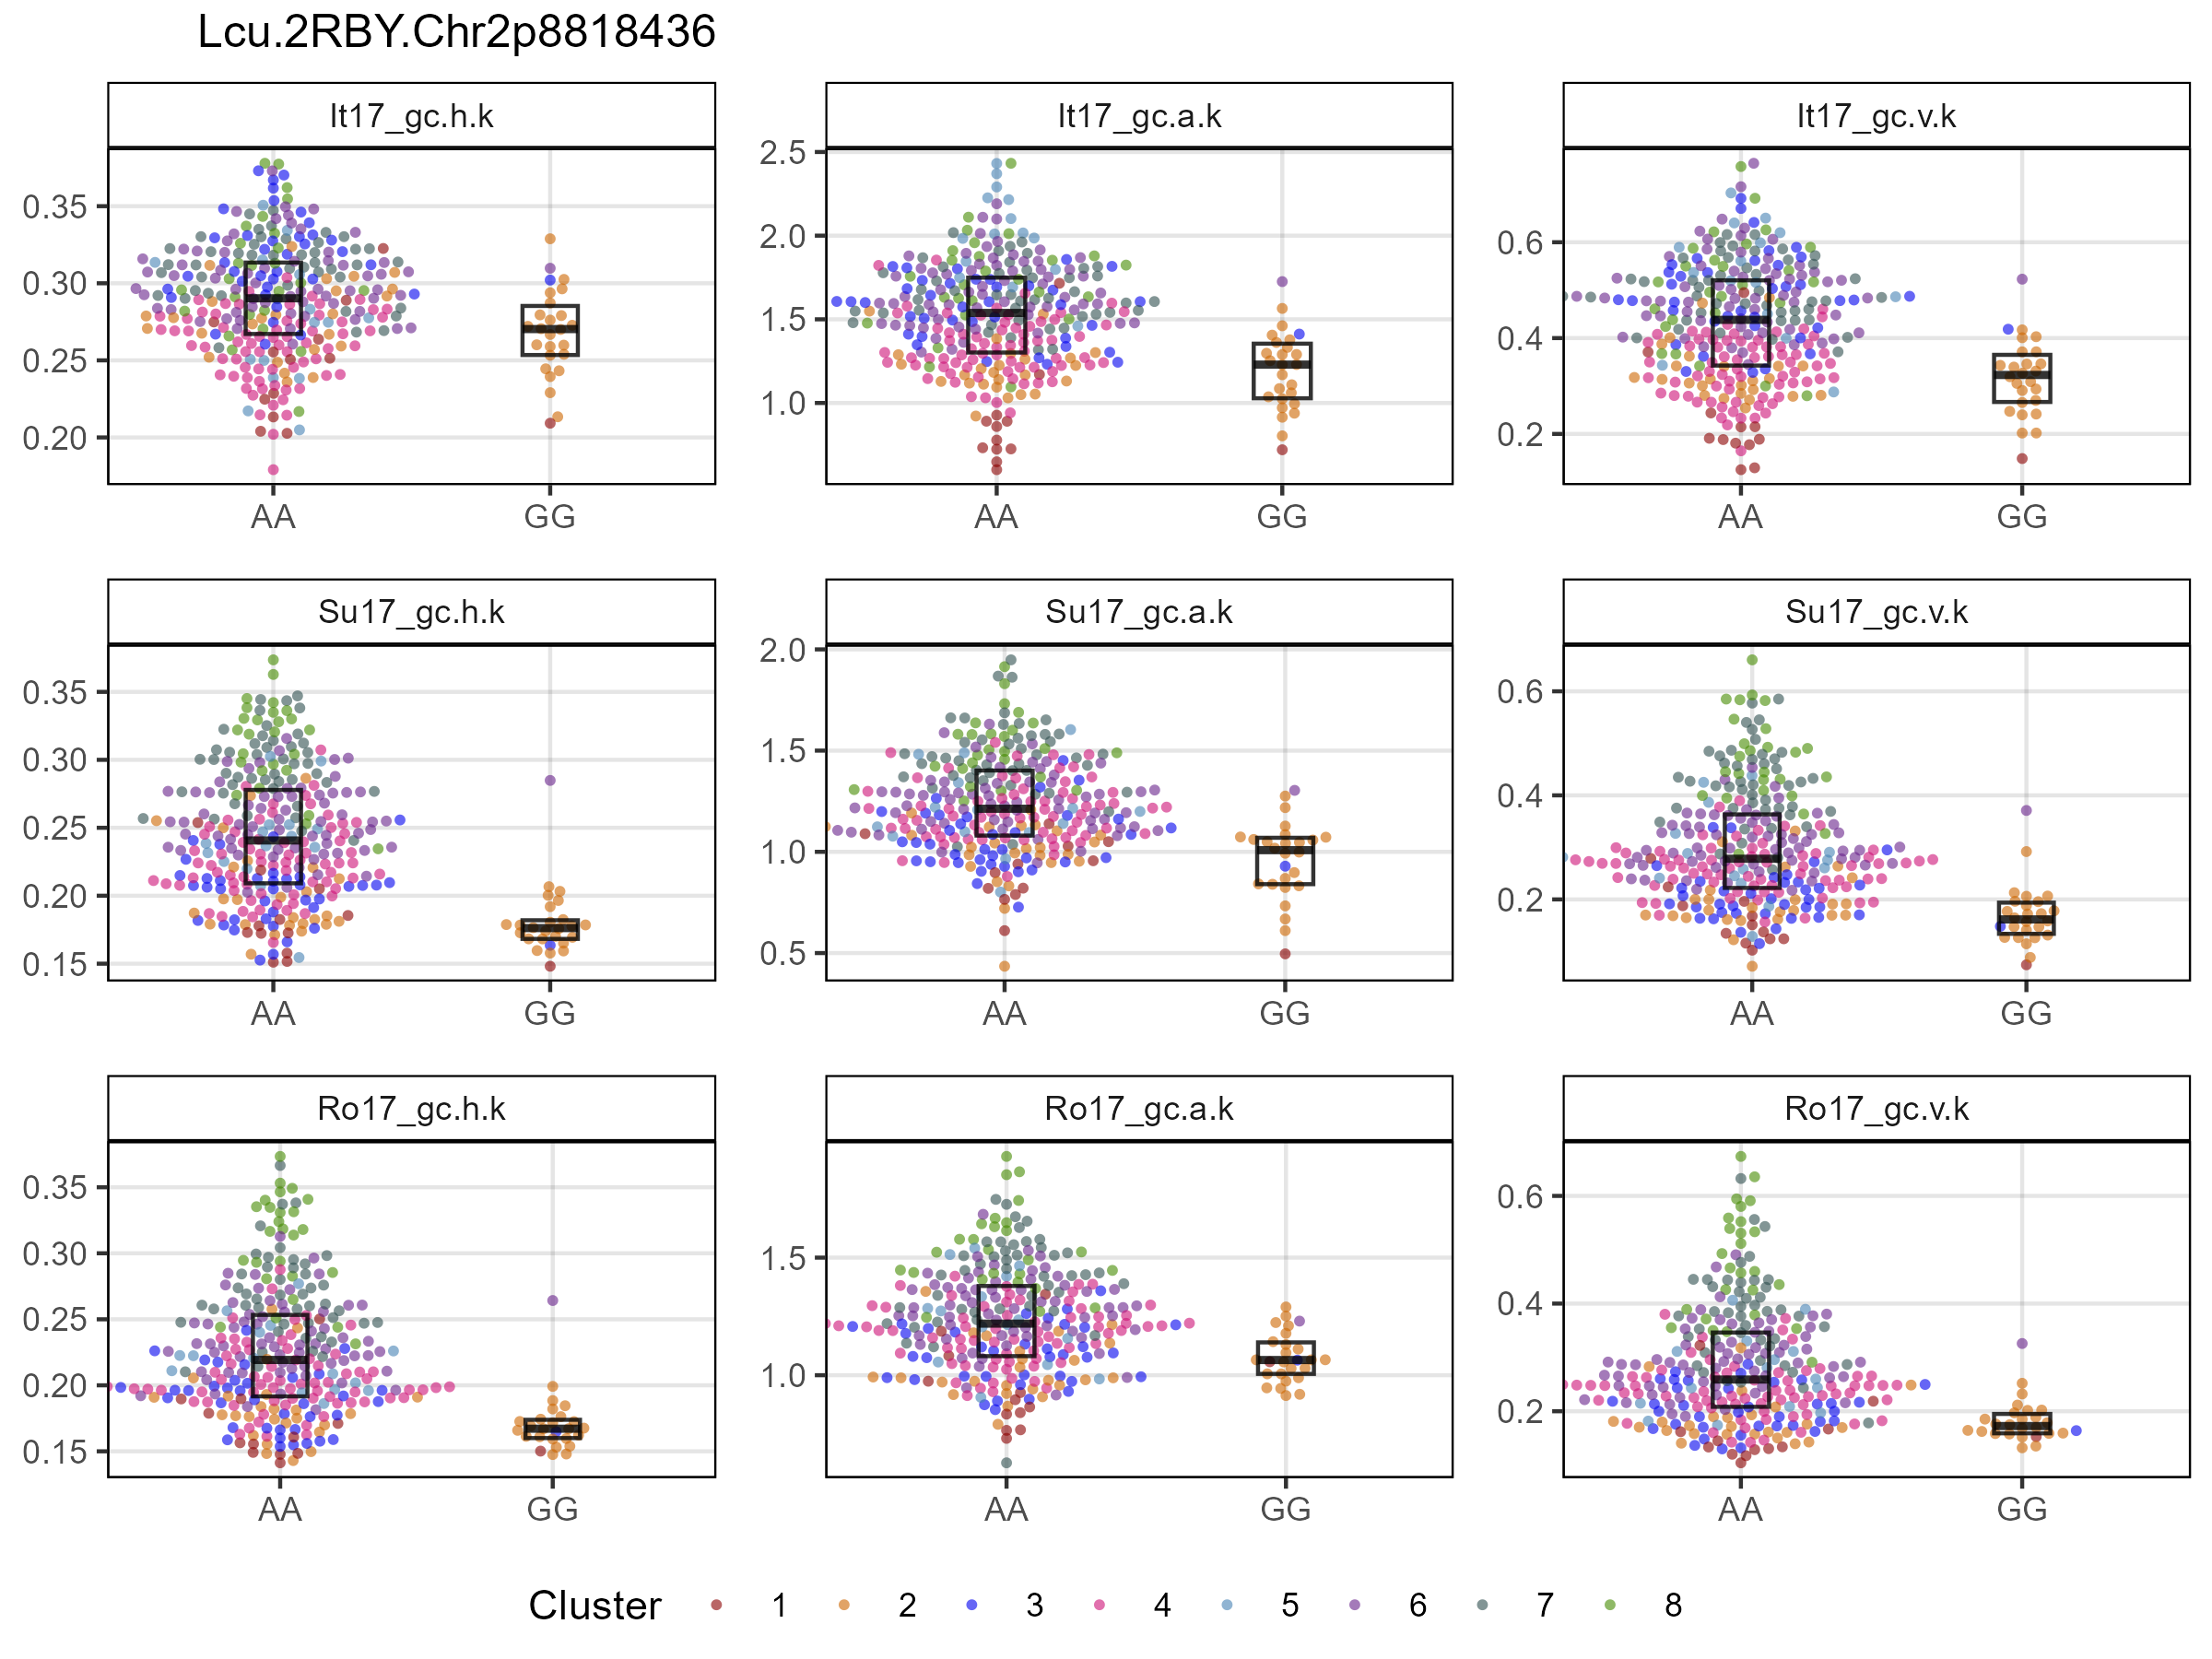 Lcu.2RBY.Chr2p8818436
It17_gc.h.k
It17_gc.a.k
It17_gc.v.k
0.35
0.30
0.25
0.20
AA
GG
2.5
2.0
1.5
1.0
AA
GG
0.6
0.4
0.2
AA
GG
Su17_gc.h.k
Su17_gc.a.k
Su17_gc.v.k
0.35
0.30
0.25
0.20
0.15
AA
GG
2.0
1.5
1.0
0.5
AA
GG
0.6
0.4
0.2
AA
GG
Ro17_gc.h.k
Ro17_gc.a.k
Ro17_gc.v.k
0.35
0.30
0.25
0.20
0.15
AA
GG
1.5
1.0
AA
GG
0.6
0.4
0.2
AA
GG
Cluster 1 2 3 4 5 6 7 8